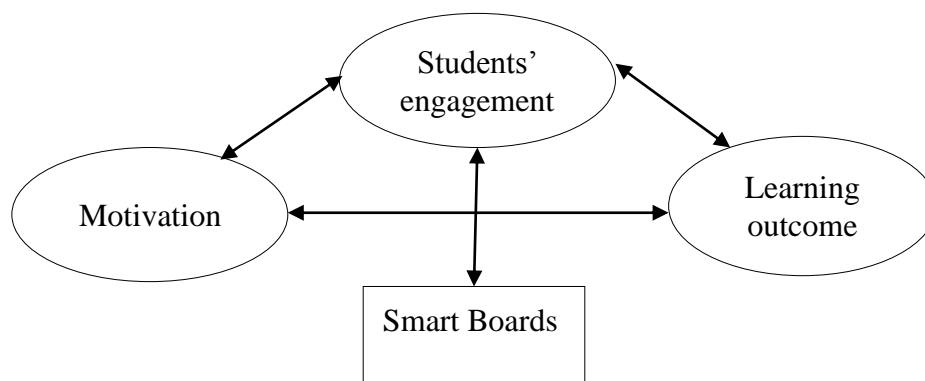 Students’
engagement
Motivation
Learning
outcome
Smart Boards